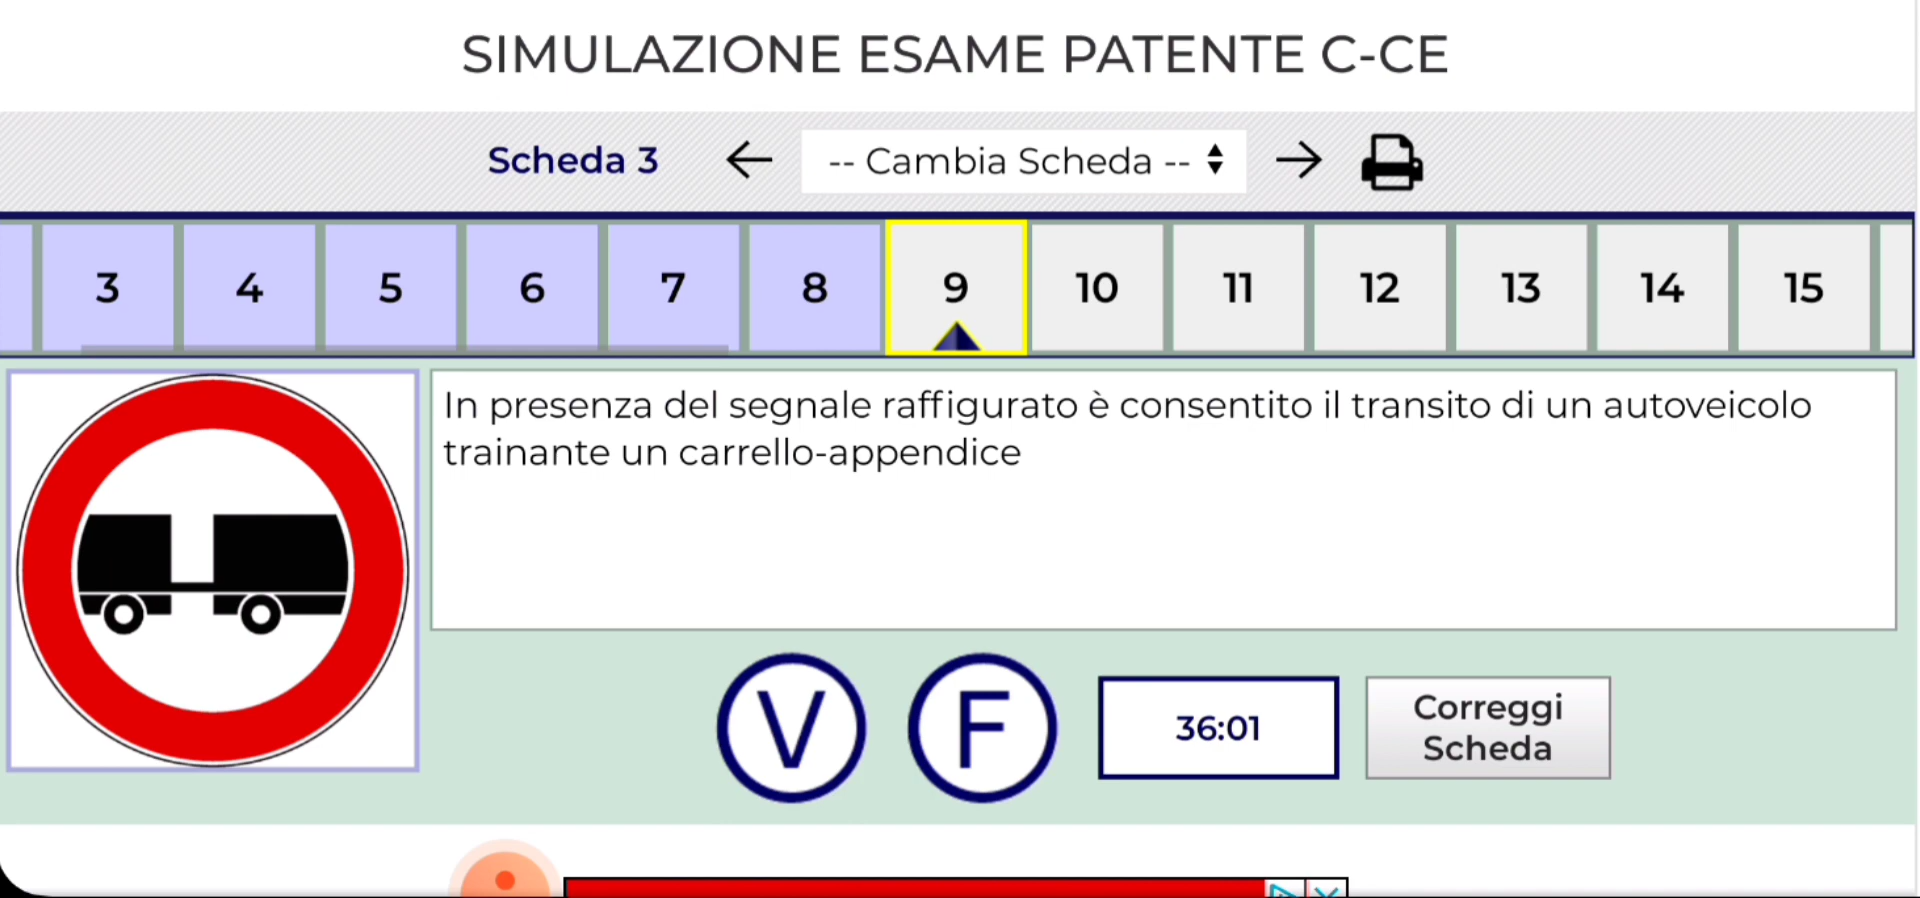 SIMULAZIONE ESAME PATENTE C-CE
Scheda 3
-- Cambia Scheda --
3 4 5 6 7 8 9 10 11 12 13 14 15
In presenza del segnale raffigurato è consentito il transito di un autoveicolo
trainante un carrello-appendice
V F 36:01
Correggi
Scheda